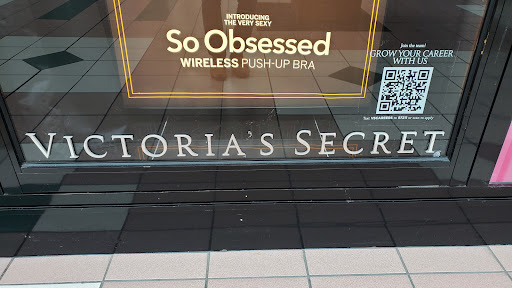 INTRODUCING
THE VERY SEXY
So Obsessed
WIRELESS PUSH-UP BRA
Join the team!
GROW YOUR CAREER
WITH US
VICTORIA'S SECRET